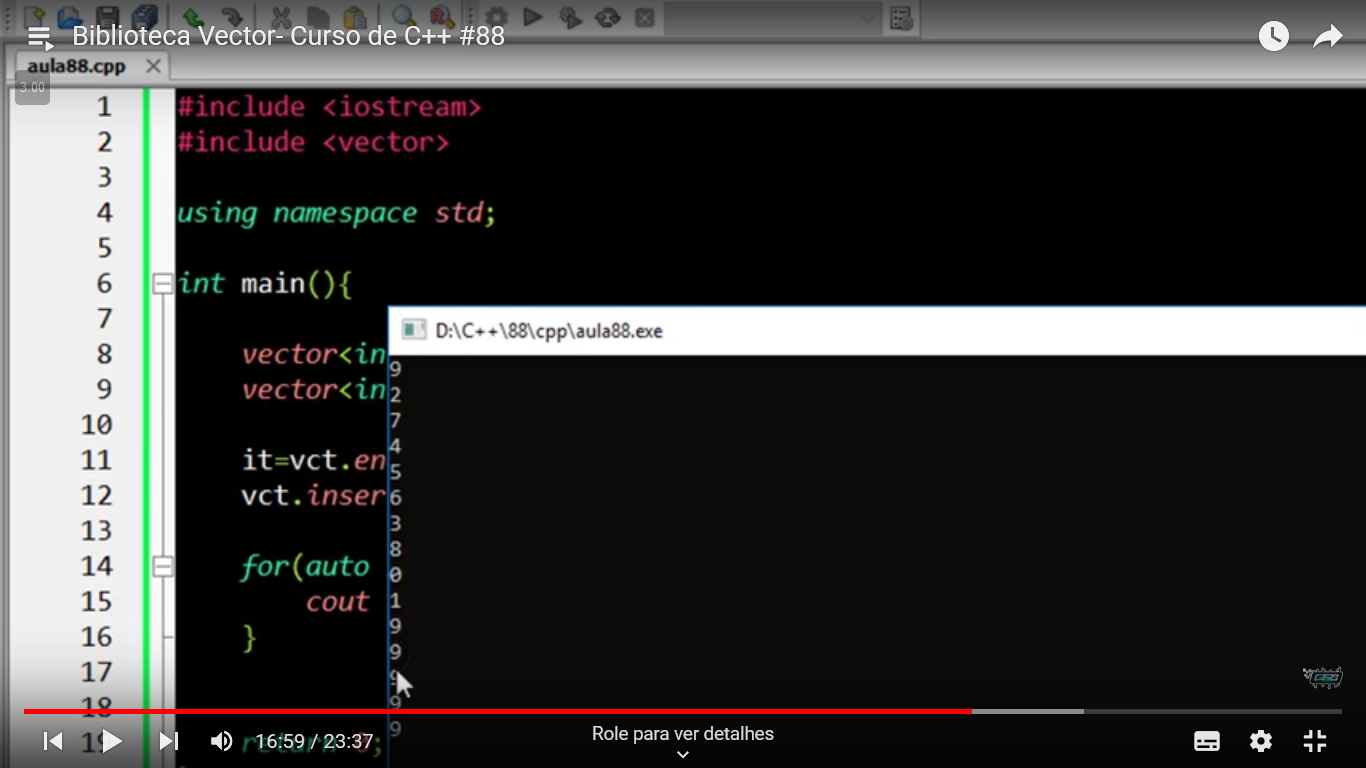 Biblioteca Vector- Curso de C++ #88
aula88.cpp
3.00
1 #include <iostream>
2 #include <vector>
3
4 using namespace std;
5
6 int main(){
7
8 vector<in
9 vector<in
10
11 it=vct.en
12 vct.inser
13
14 for(auto
15 cout
16 }
17
18
19 return 0;
D:\C++\88\cpp\aula88.exe
9
2
7
4
5
6
3
8
0
1
9
9
9
9
9
16:59 / 23:37
Role para ver detalhes